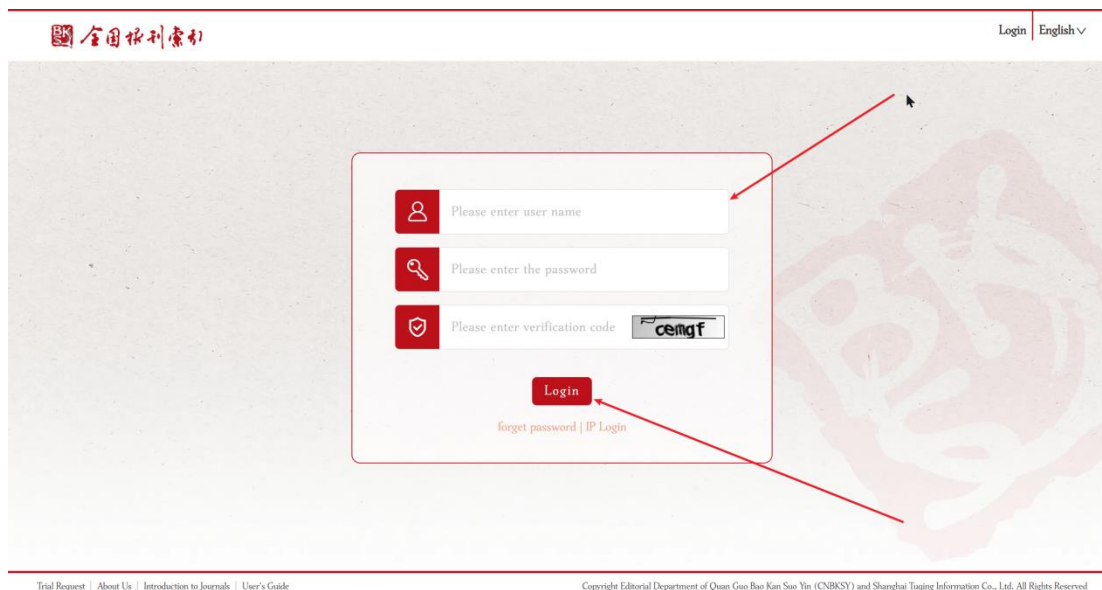 BKSY 全国报刊索引
Login English
Please enter user name
Please enter the password
Please enter verification code cemgf
Login
forget password | IP Login
Trial Request | About Us | Introduction to Journals | User's Guide
Copyright Editorial Department of Quan Guo Bao Kan Suo Yin (CNBKSY) and Shanghai Tuqing Information Co., Ltd. All Rights Reserved